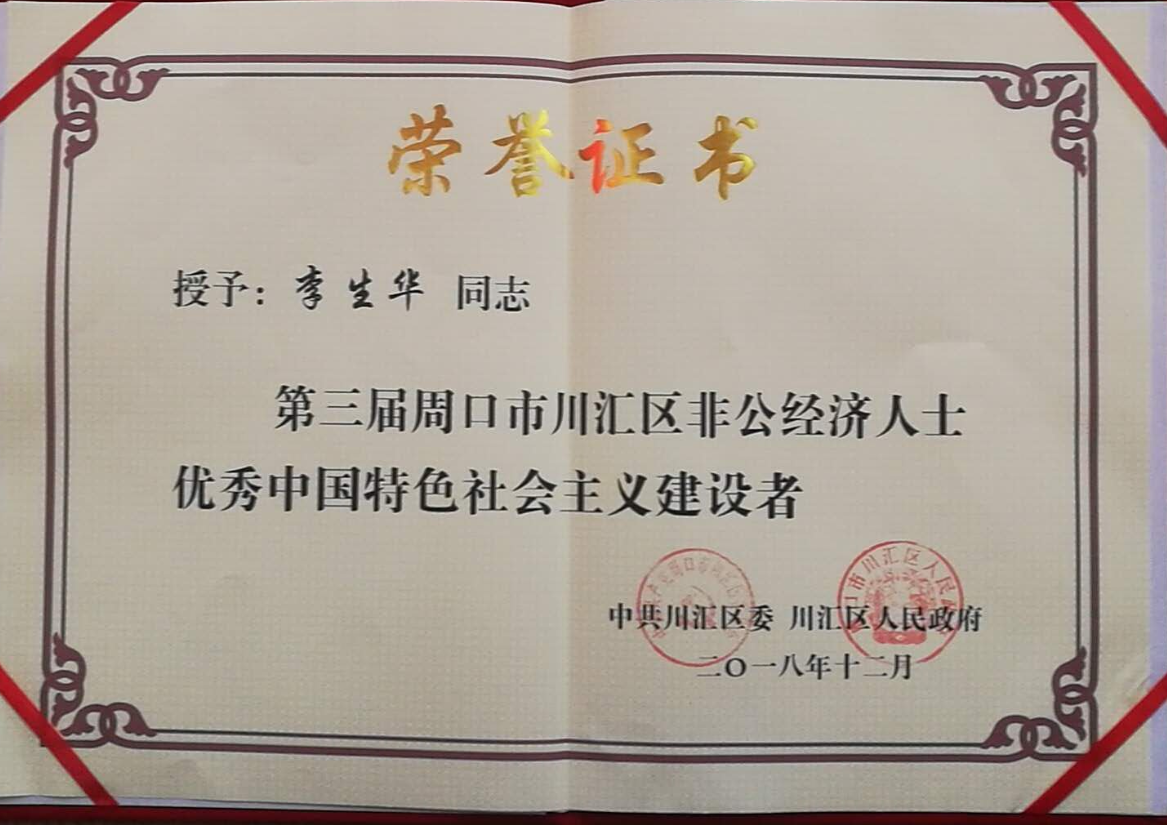 荣誉证书
授予：李生华 同志
第三届周口市川汇区非公经济人士
优秀中国特色社会主义建设者
中共川汇区委 川汇区人民政府
二〇一八年十二月